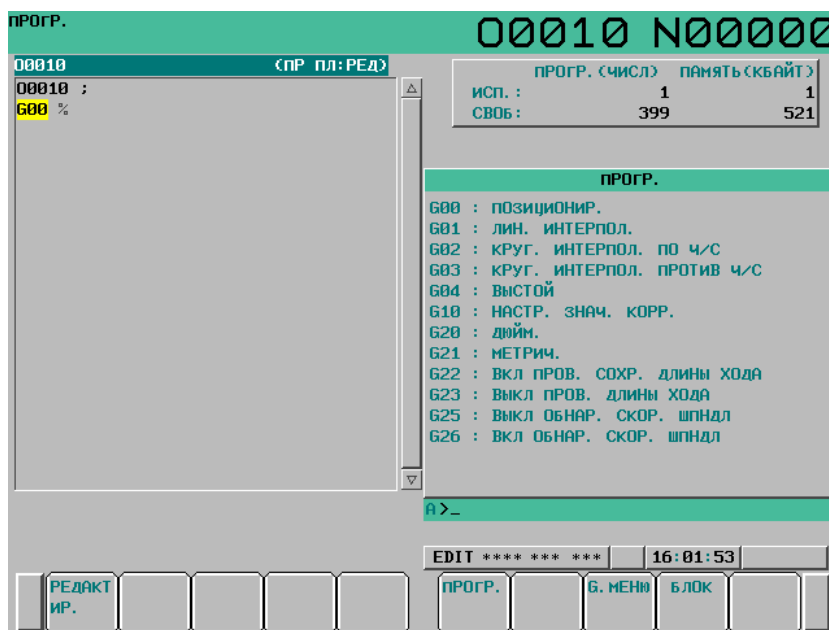 ПРОГР.
O0010 N00000
O0010 (ПР ПЛ:РЕД)
O0010 ;
G00 %
ПРОГР.(ЧИСЛ) ПАМЯТЬ(КБАЙТ)
ИСП.: 1 1
СВОБ: 399 521
ПРОГР.
G00 : ПОЗИЦИОНИР.
G01 : ЛИН. ИНТЕРПОЛ.
G02 : КРУГ. ИНТЕРПОЛ. ПО Ч/С
G03 : КРУГ. ИНТЕРПОЛ. ПРОТИВ Ч/С
G04 : ВЫСТОЙ
G10 : НАСТР. ЗНАЧ. КОРР.
G20 : ДЮЙМ.
G21 : МЕТРИЧ.
G22 : ВКЛ ПРОВ. СОХР. ДЛИНЫ ХОДА
G23 : ВЫКЛ ПРОВ. ДЛИНЫ ХОДА
G25 : ВЫКЛ ОБНАР. СКОР. ШПНДЛ
G26 : ВКЛ ОБНАР. СКОР. ШПНДЛ
A>_
EDIT **** *** *** 16:01:53
РЕДАКТ
ИР.
ПРОГР. G.МЕНЮ БЛОК